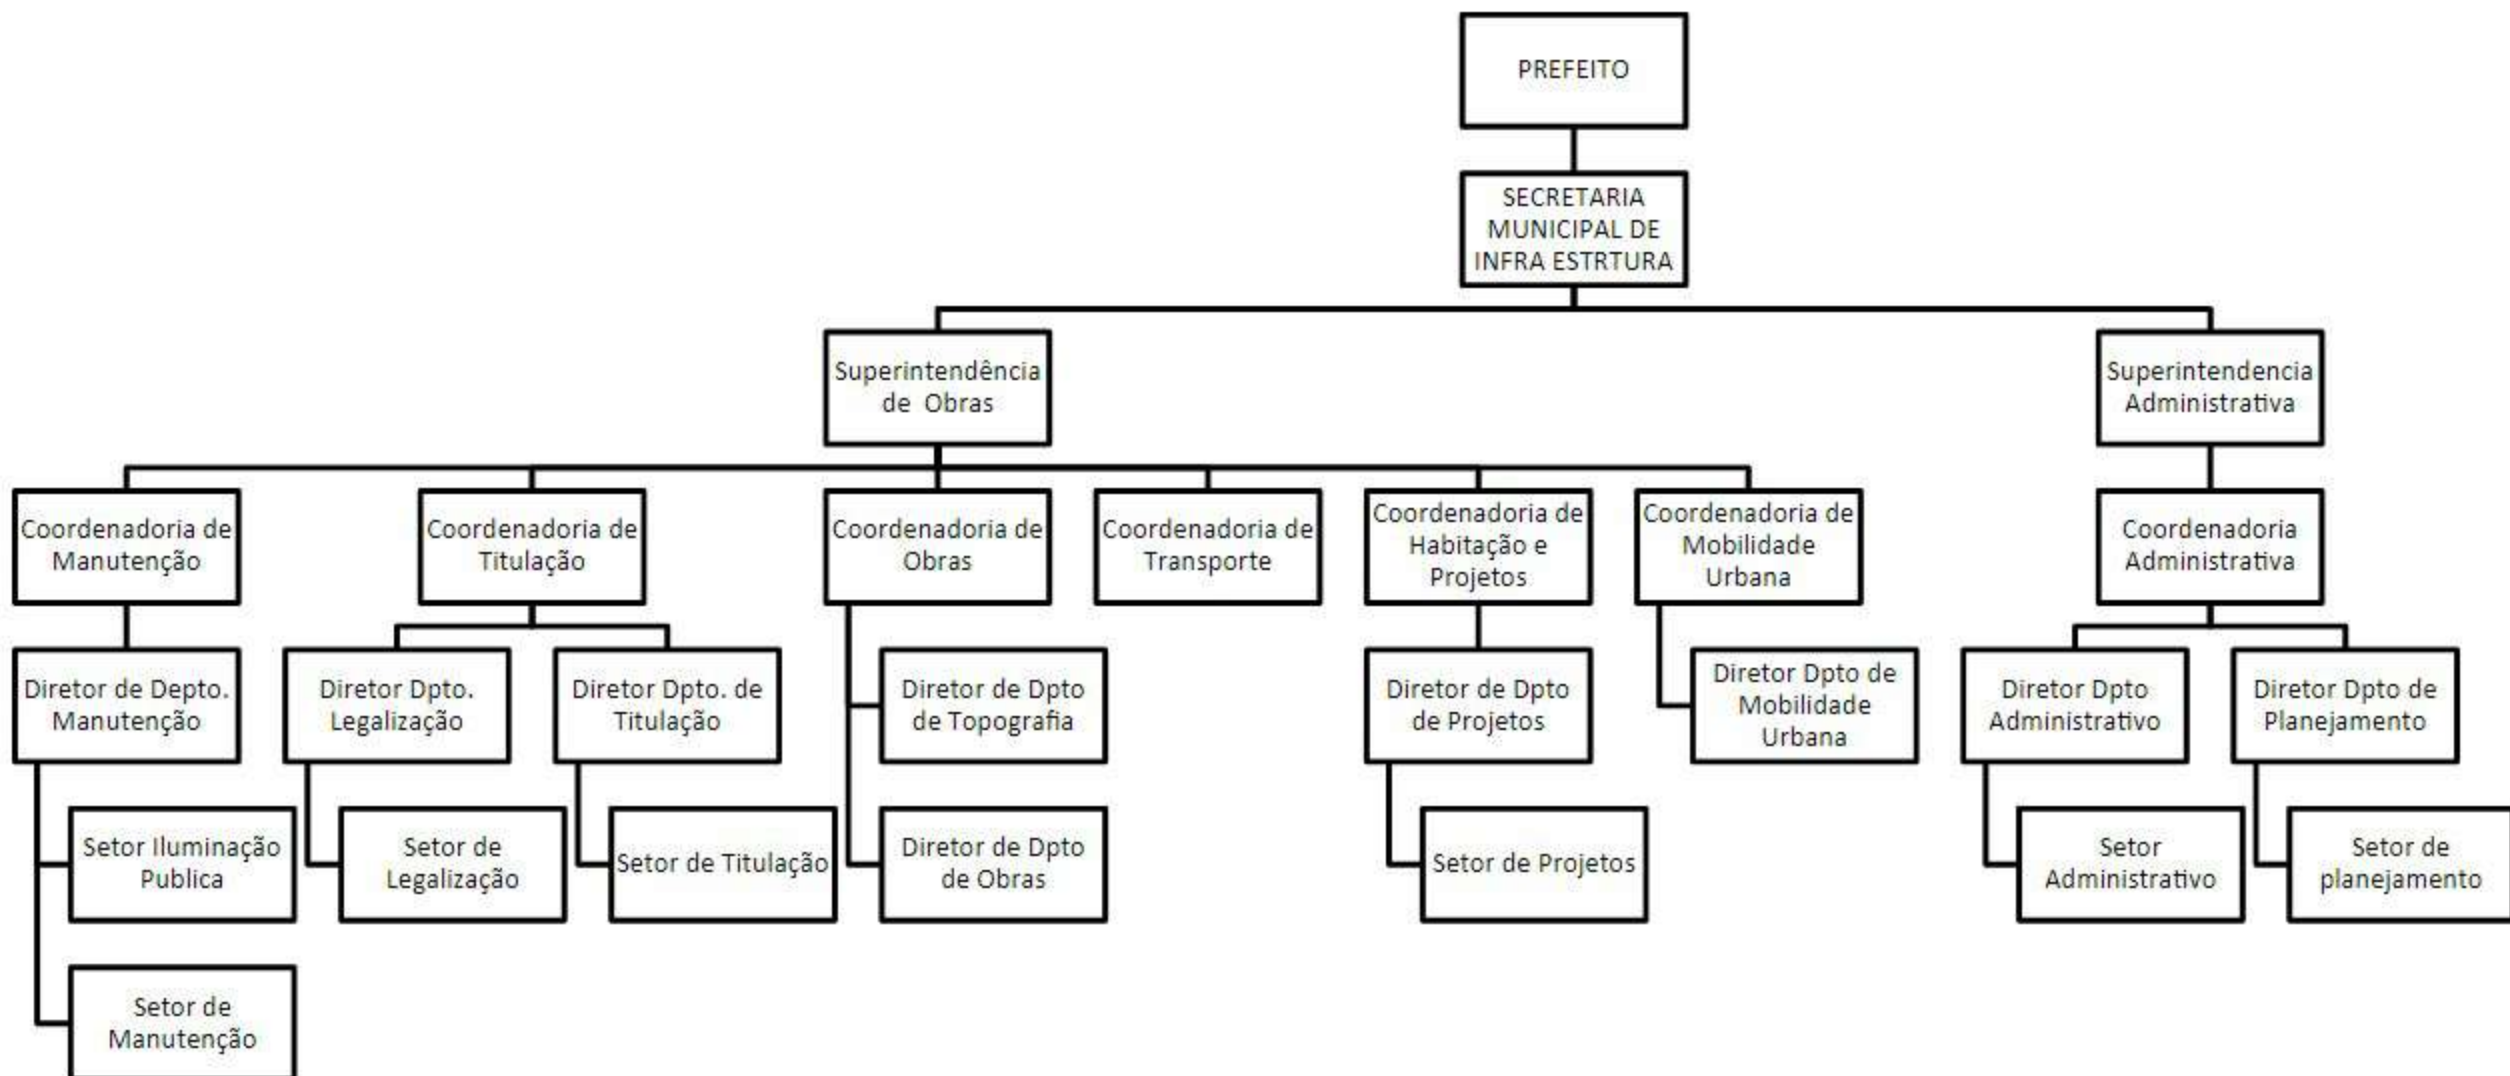 PREFEITO
SECRETARIA
MUNICIPAL DE
INFRA ESTRTURA
Superintendência
de Obras
Superintendencia
Administrativa
Coordenadoria de
Manutenção
Coordenadoria de
Titulação
Coordenadoria de
Obras
Coordenadoria de
Transporte
Coordenadoria de
Habitação e
Projetos
Coordenadoria de
Mobilidade
Urbana
Coordenadoria
Administrativa
Diretor de Depto.
Manutenção
Diretor Dpto.
Legalização
Diretor Dpto. de
Titulação
Diretor de Dpto
de Topografia
Diretor de Dpto
de Projetos
Diretor Dpto de
Mobilidade
Urbana
Diretor Dpto
Administrativo
Diretor Dpto de
Planejamento
Setor Iluminação
Publica
Setor de
Legalização
Setor de Titulação
Diretor de Dpto
de Obras
Setor de Projetos
Setor
Administrativo
Setor de
planejamento
Setor de
Manutenção